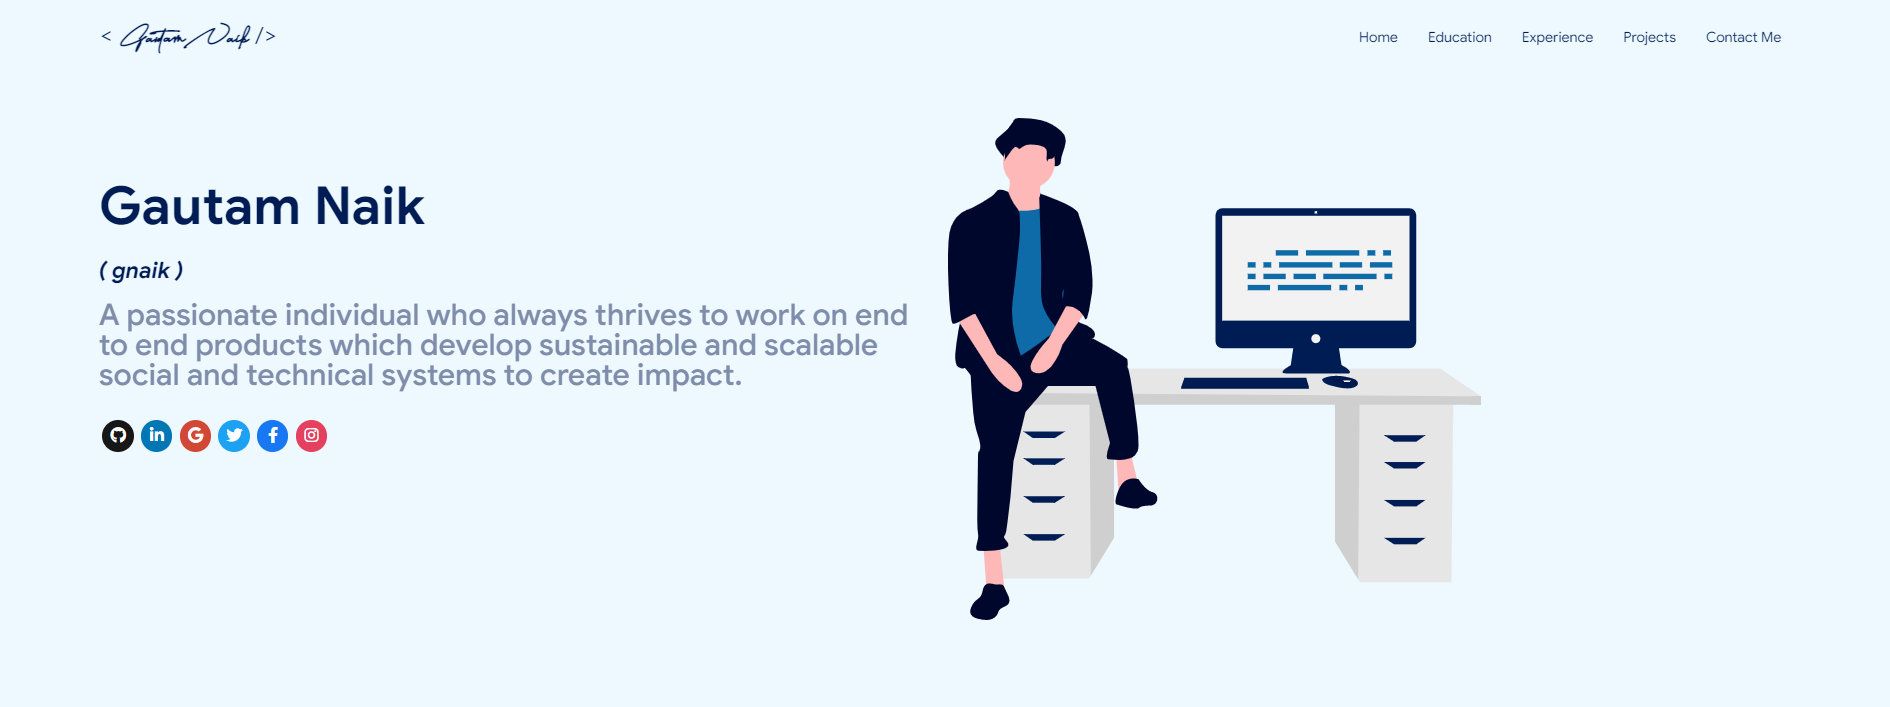 < Gautam Naik />
Home Education Experience Projects Contact Me
Gautam Naik
( gnaik )
A passionate individual who always thrives to work on end
to end products which develop sustainable and scalable
social and technical systems to create impact.